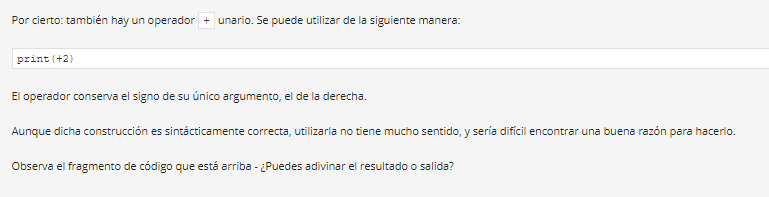 Por cierto: también hay un operador + unario. Se puede utilizar de la siguiente manera:
print(+2)
El operador conserva el signo de su único argumento, el de la derecha.
Aunque dicha construcción es sintácticamente correcta, utilizarla no tiene mucho sentido, y sería difícil encontrar una buena razón para hacerlo.
Observa el fragmento de código que está arriba - ¿Puedes adivinar el resultado o salida?